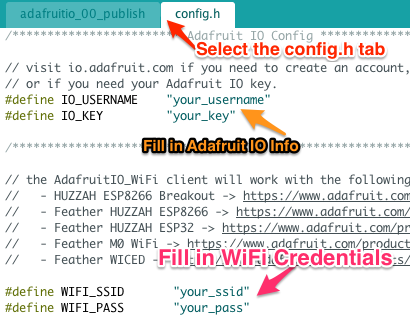 adafruitio_00_publish config.h
/************************ Adafruit IO Config *******************************
Select the config.h tab
// visit io.adafruit.com if you need to create an account,
// or if you need your Adafruit IO key.
#define IO_USERNAME "your_username"
#define IO_KEY "your_key"
Fill in Adafruit IO Info
/******************************
// the AdafruitIO_WiFi client will work with the following
// - HUZZAH ESP8266 Breakout -> https://www.adafruit.com
// - Feather HUZZAH ESP8266 -> https://www.adafruit.com
// - Feather HUZZAH ESP32 -> https://www.adafruit.com/p
// - Feather M0 WiFi -> https://www.adafruit.com/product
// - Feather WICED -> https://www.adafruit.com/
Fill in WiFi Credentials
#define WIFI_SSID "your_ssid"
#define WIFI_PASS "your_pass"